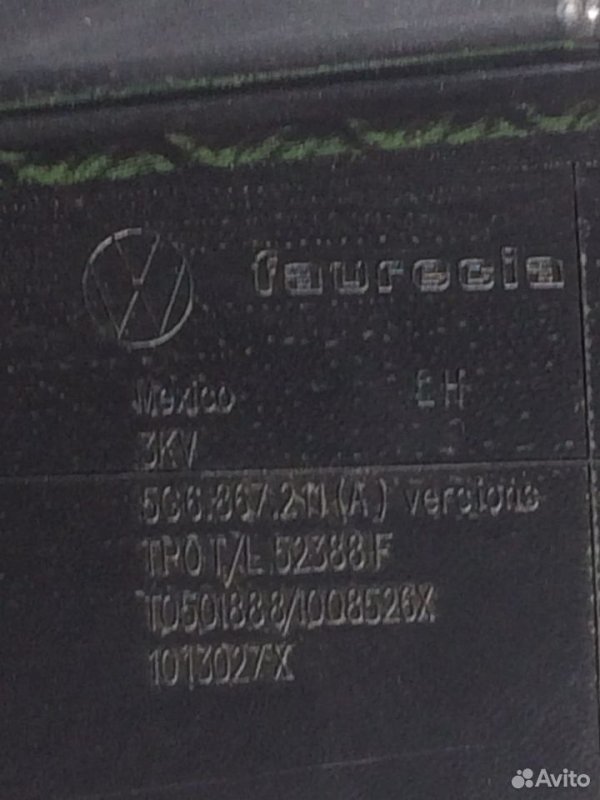 faurecia
Mexico EH
3KV
5G6.867.211 (A) versions
TPO T/E 52388 F
T0501888/1008526X
1013027X
Avito